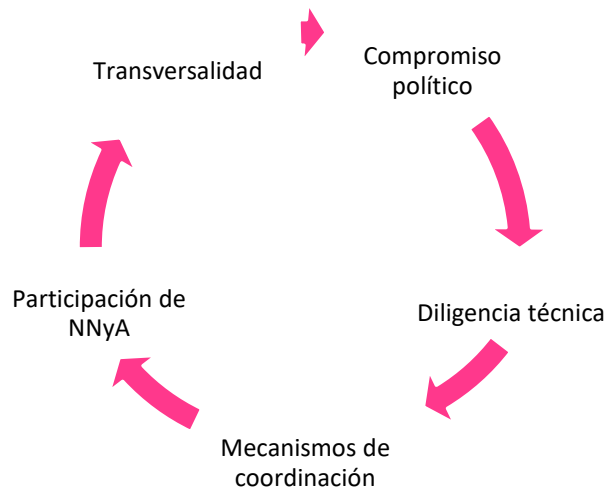 Transversalidad
Compromiso
político
Diligencia técnica
Mecanismos de
coordinación
Participación de
NNyA